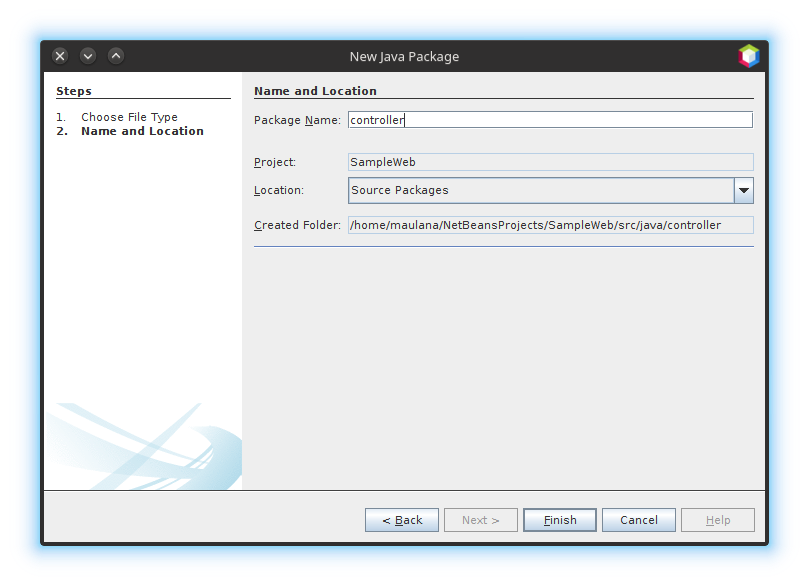 New Java Package
Steps
1. Choose File Type
2. Name and Location
Name and Location
Package Name: controller
Project: SampleWeb
Location: Source Packages
Created Folder: /home/maulana/NetBeansProjects/SampleWeb/src/java/controller
< Back Next > Finish Cancel Help